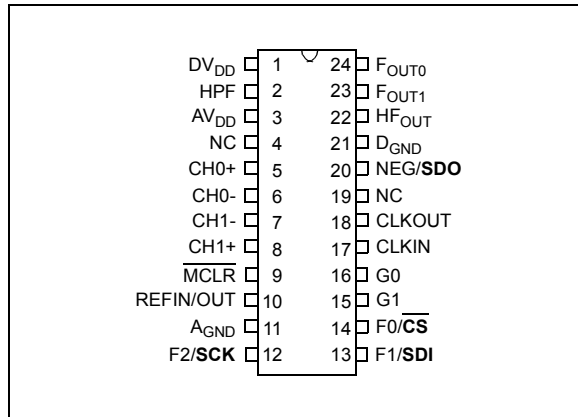 DVDD 1 24 FOUT0
HPF 2 23 FOUT1
AVDD 3 22 HFOUT
NC 4 21 DGND
CH0+ 5 20 NEG/SDO
CH0- 6 19 NC
CH1- 7 18 CLKOUT
CH1+ 8 17 CLKIN
MCLR 9 16 G0
REFIN/OUT 10 15 G1
AGND 11 14 F0/CS
F2/SCK 12 13 F1/SDI